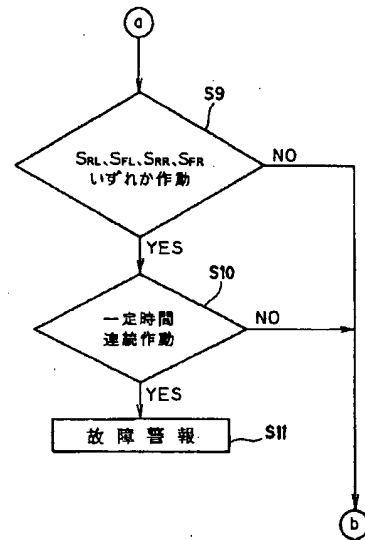 a
S9
SRL、SFL、SRR、SFR
いずれか作動
NO
YES
S10
一定時間
連続作動
NO
YES
故障警報
S11
b